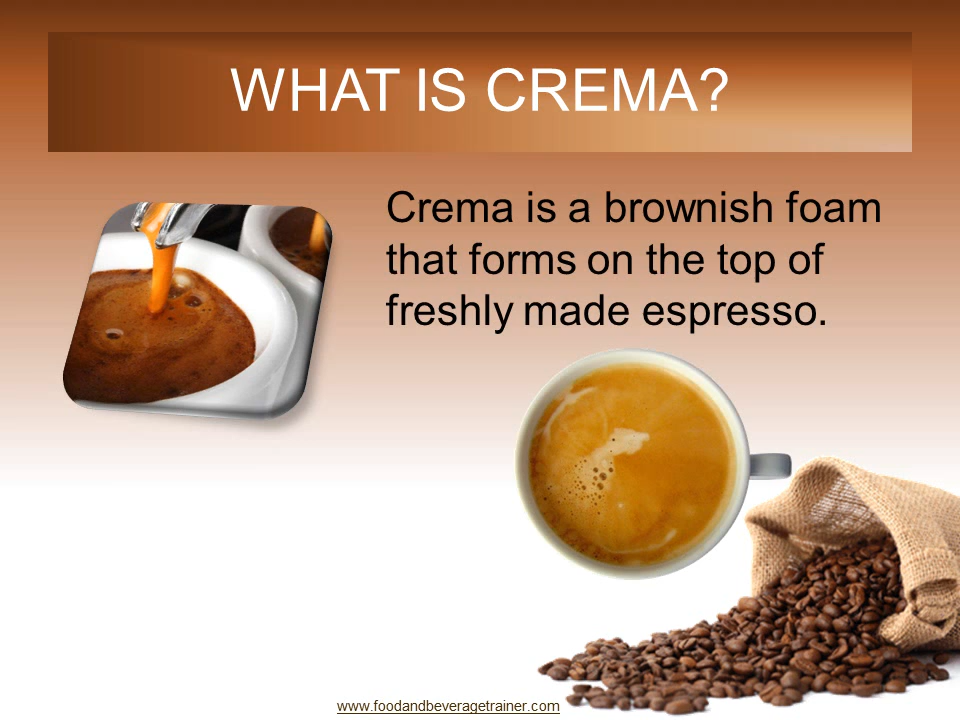 WHAT IS CREMA?
Crema is a brownish foam
that forms on the top of
freshly made espresso.
www.foodandbeveragetrainer.com